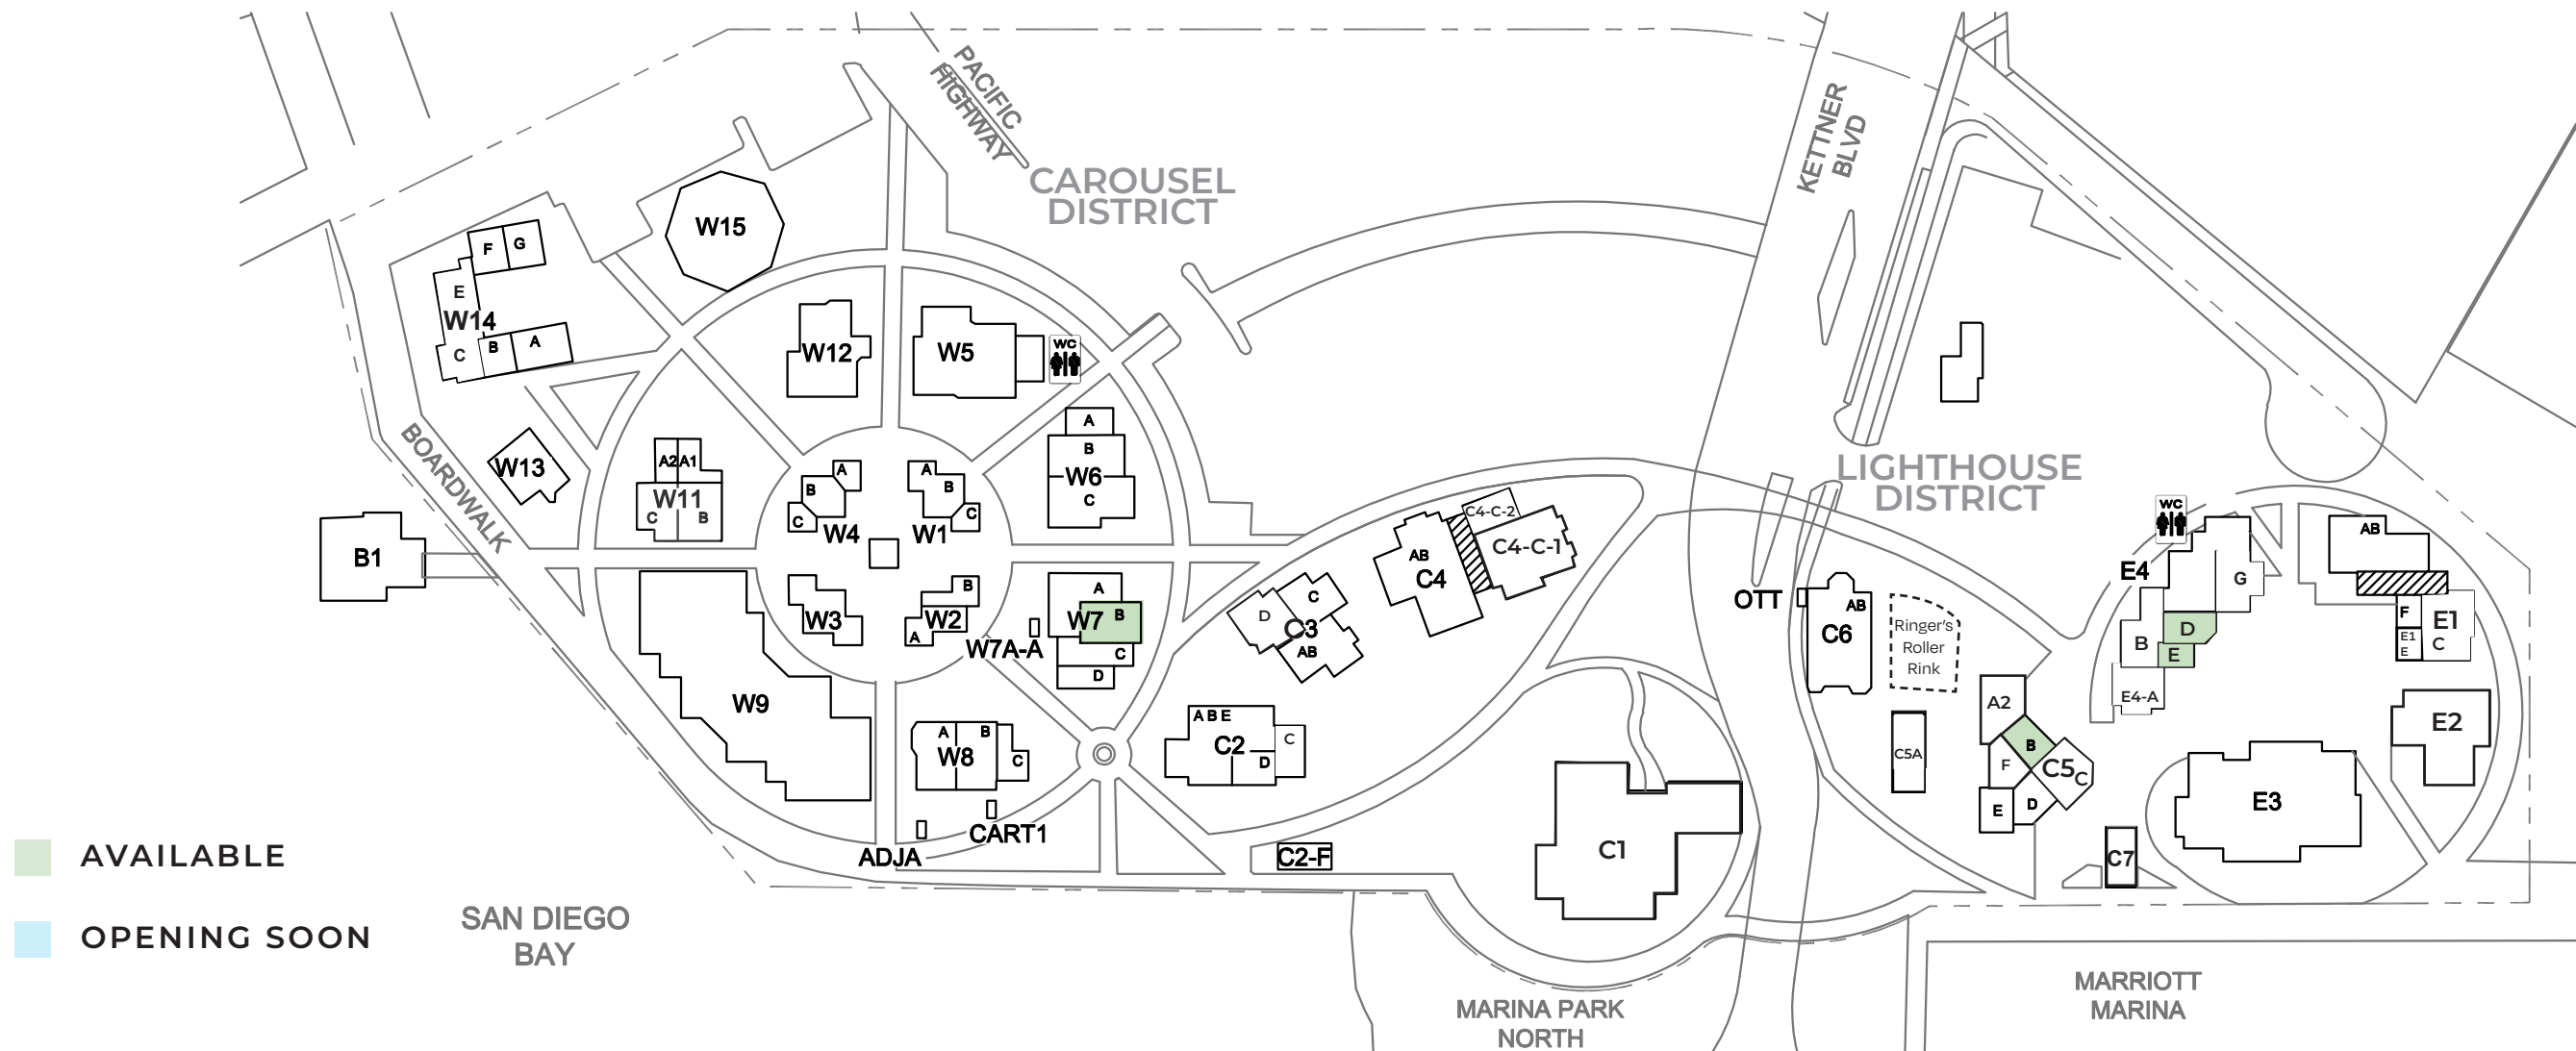 PACIFIC
HIGHWAY
CAROUSEL
DISTRICT
KETTNER
BLVD
W15
F
G
E
W14
C
B
A
W12
W5
WC
W13
BOARDWALK
B1
A2
A1
W11
C
B
A
B
C
W4
A
B
C
W1
A
B
W6
C
W3
B
W2
A
W7A-A
A
W7
B
C
D
W9
A
B
W8
C
CART1
ADJA
LIGHTHOUSE
DISTRICT
C4-C-2
AB
C4
C4-C-1
D
C
C3
AB
A B E
C2
C
D
C2-F
C1
OTT
AB
C6
Ringer's
Roller
Rink
C5A
A2
B
F
C5
C
E
D
C7
WC
E4
G
D
B
E
E4-A
AB
F
E1
E1
E
C
E2
E3
AVAILABLE
OPENING SOON
SAN DIEGO
BAY
MARINA PARK
NORTH
MARRIOTT
MARINA